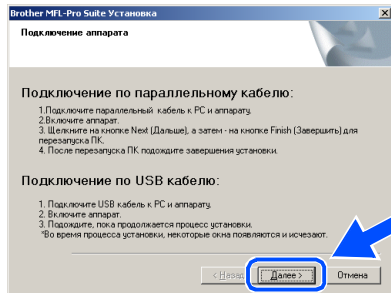 Brother MFL-Pro Suite Установка
Подключение аппарата
Подключение по параллельному кабелю:
1.Подключите параллельный кабель к PC и аппарату.
2.Включите аппарат.
3. Щелкните на кнопке Next (Дальше), а затем - на кнопке Finish (Завершить) для
перезапуска ПК.
4. После перезапуска ПК подождите завершения установки.
Подключение по USB кабелю:
1. Подключите USB кабель к PC и аппарату.
2. Включите аппарат.
3. Подождите, пока продолжается процесс установки.
*Во время процесса установки, некоторые окна появляются и исчезают.
< Назад Далее > Отмена